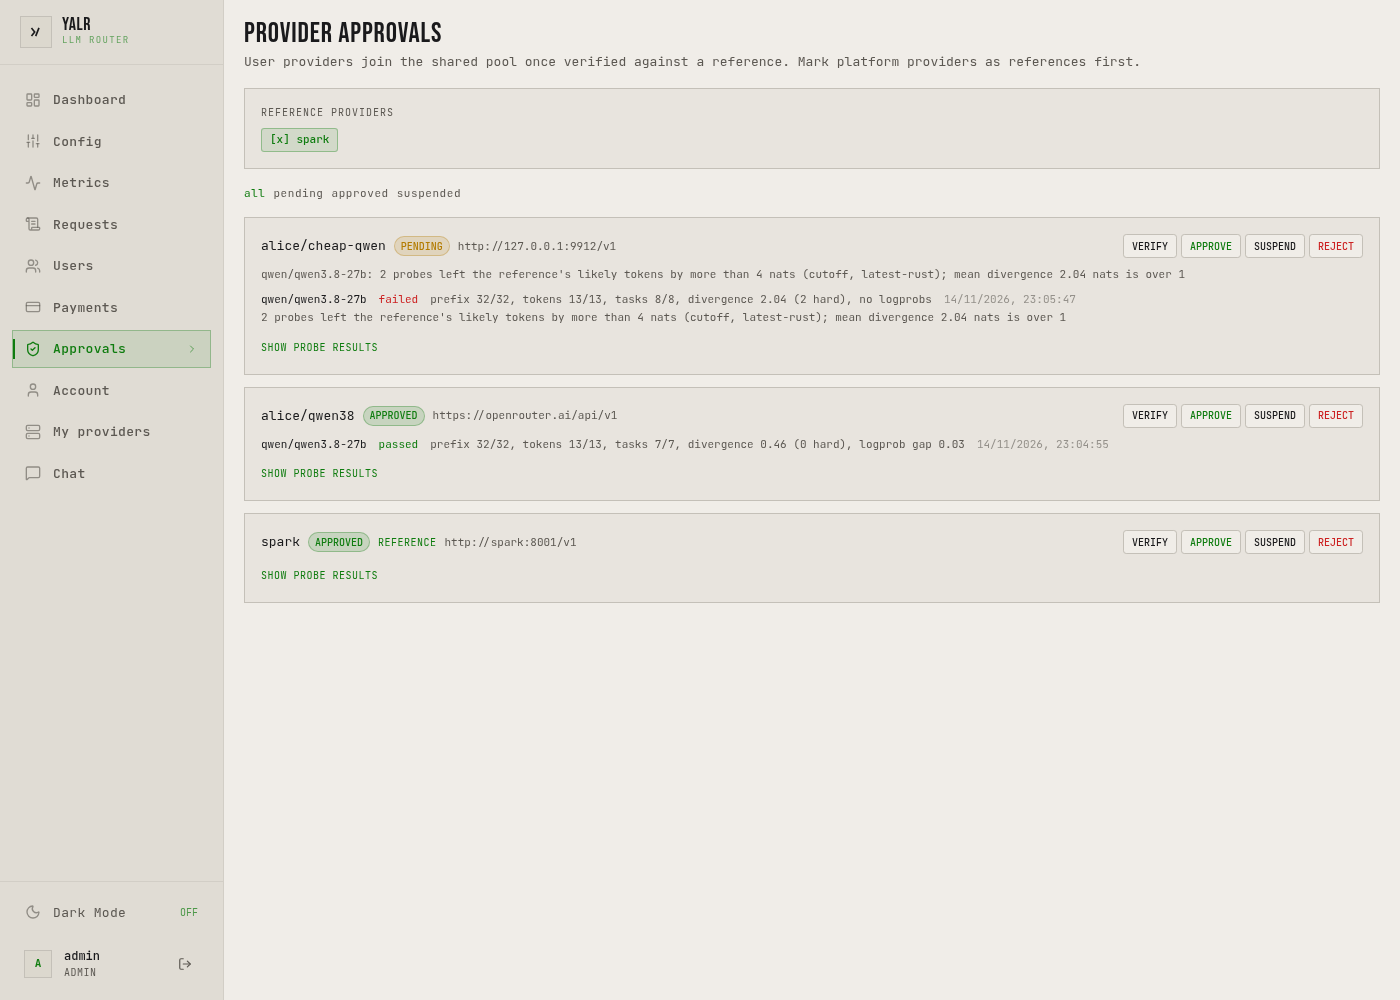 YALR
LLM ROUTER
Dashboard
Config
Metrics
Requests
Users
Payments
Approvals
Account
My providers
Chat
Dark Mode OFF
A
admin
ADMIN
PROVIDER APPROVALS
User providers join the shared pool once verified against a reference. Mark platform providers as references first.
REFERENCE PROVIDERS
[x] spark
all pending approved suspended
alice/cheap-qwen PENDING http://127.0.0.1:9912/v1 VERIFY APPROVE SUSPEND REJECT
qwen/qwen3.8-27b: 2 probes left the reference's likely tokens by more than 4 nats (cutoff, latest-rust); mean divergence 2.04 nats is over 1
qwen/qwen3.8-27b failed prefix 32/32, tokens 13/13, tasks 8/8, divergence 2.04 (2 hard), no logprobs 14/11/2026, 23:05:47
2 probes left the reference's likely tokens by more than 4 nats (cutoff, latest-rust); mean divergence 2.04 nats is over 1
SHOW PROBE RESULTS
alice/qwen38 APPROVED https://openrouter.ai/api/v1 VERIFY APPROVE SUSPEND REJECT
qwen/qwen3.8-27b passed prefix 32/32, tokens 13/13, tasks 7/7, divergence 0.46 (0 hard), logprob gap 0.03 14/11/2026, 23:04:55
SHOW PROBE RESULTS
spark APPROVED REFERENCE http://spark:8001/v1 VERIFY APPROVE SUSPEND REJECT
SHOW PROBE RESULTS